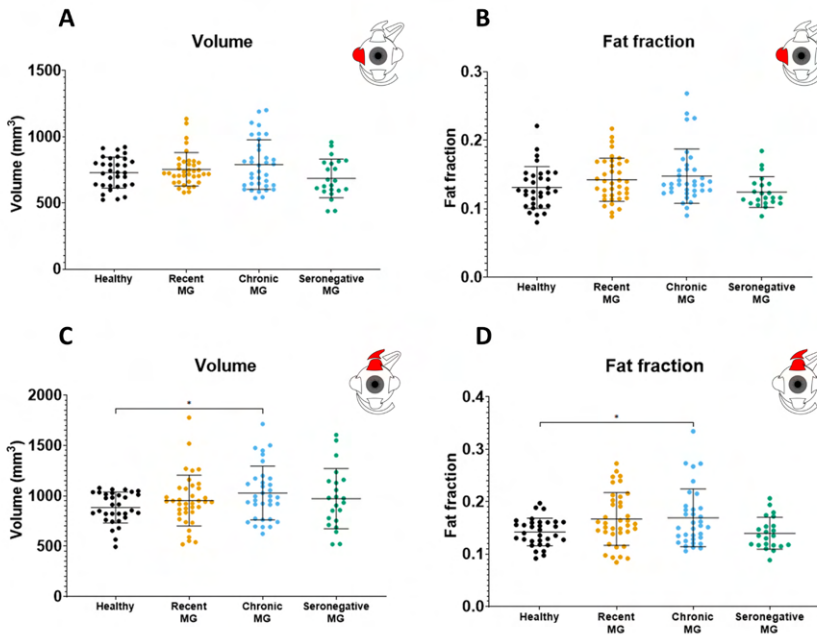 A
Volume
Volume (mm³)
1500
1000
500
0
Healthy
Recent
MG
Chronic
MG
Seronegative
MG
B
Fat fraction
Fat fraction
0.3
0.2
0.1
0.0
Healthy
Recent
MG
Chronic
MG
Seronegative
MG
C
Volume
Volume (mm³)
2000
1500
1000
500
0
*
Healthy
Recent
MG
Chronic
MG
Seronegative
MG
D
Fat fraction
Fat fraction
0.4
0.3
0.2
0.1
0.0
*
Healthy
Recent
MG
Chronic
MG
Seronegative
MG